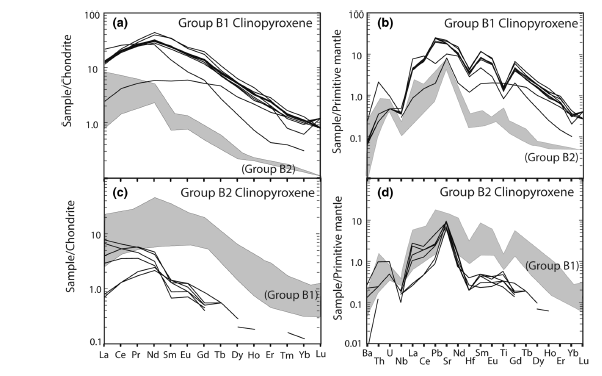 (a) Group B1 Clinopyroxene
Sample/Chondrite
100
10
1.0
(Group B2)
(b) Group B1 Clinopyroxene
Sample/Primitive mantle
100
10
1.0
0.1
(Group B2)
(c) Group B2 Clinopyroxene
Sample/Chondrite
10
1.0
0.1
(Group B1)
La Ce Pr Nd Sm Eu Gd Tb Dy Ho Er Tm Yb Lu
(d) Group B2 Clinopyroxene
Sample/Primitive mantle
10
1.0
0.1
0.01
(Group B1)
Ba U La Pb Nd Sm Ti Tb Ho Yb
Th Nb Ce Sr Hf Eu Gd Dy Er Lu